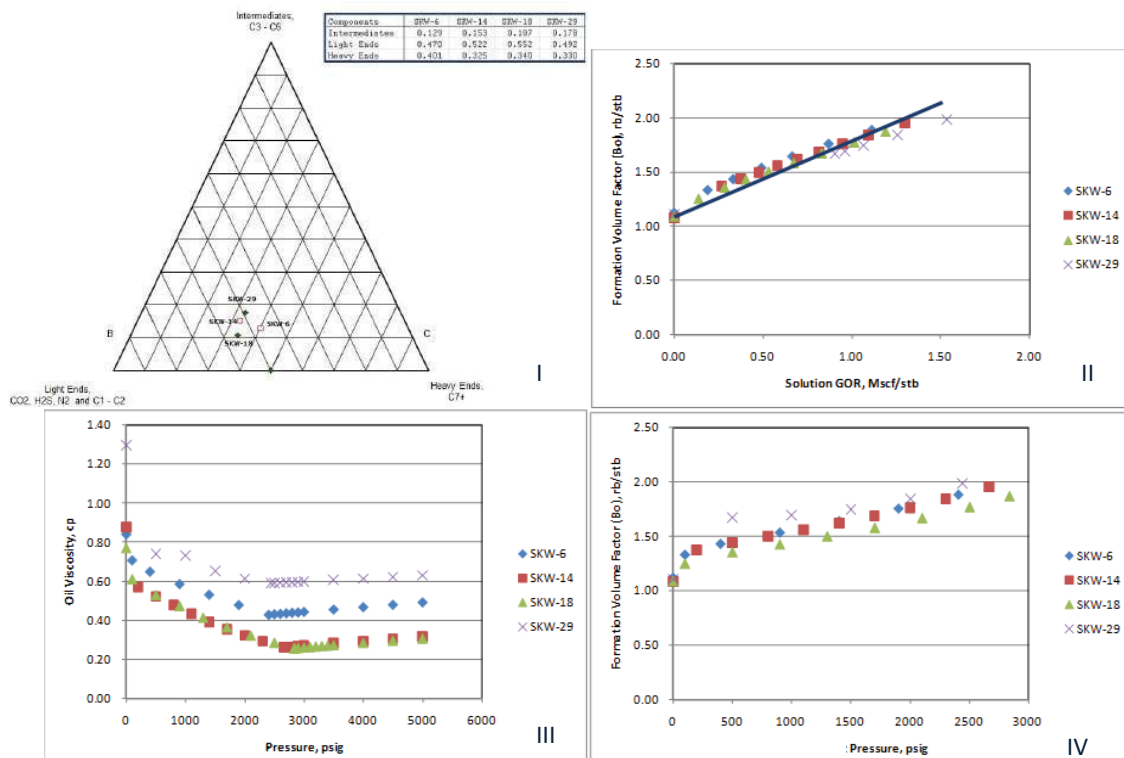 Intermediates,
C3 - C6
Components SKW-6 SKW-14 SKW-18 SKW-29
Intermediates 0.129 0.153 0.107 0.178
Light Ends 0.470 0.522 0.552 0.492
Heavy Ends 0.401 0.325 0.340 0.330
SKW-29
SKW-14
SKW-6
SKW-18
B
C
I
Light Ends,
CO2, H2S, N2 and C1 - C2
Heavy Ends,
C7+
Formation Volume Factor (Bo), rb/stb
2.50
2.00
1.50
1.00
0.50
0.00
0.00 0.50 1.00 1.50 2.00
Solution GOR, Mscf/stb
SKW-6
SKW-14
SKW-18
SKW-29
II
Oil Viscosity, cp
1.40
1.20
1.00
0.80
0.60
0.40
0.20
0.00
0 1000 2000 3000 4000 5000 6000
Pressure, psig
SKW-6
SKW-14
SKW-18
SKW-29
III
Formation Volume Factor (Bo), rb/stb
2.50
2.00
1.50
1.00
0.50
0.00
0 500 1000 1500 2000 2500 3000
: Pressure, psig
SKW-6
SKW-14
SKW-18
SKW-29
IV